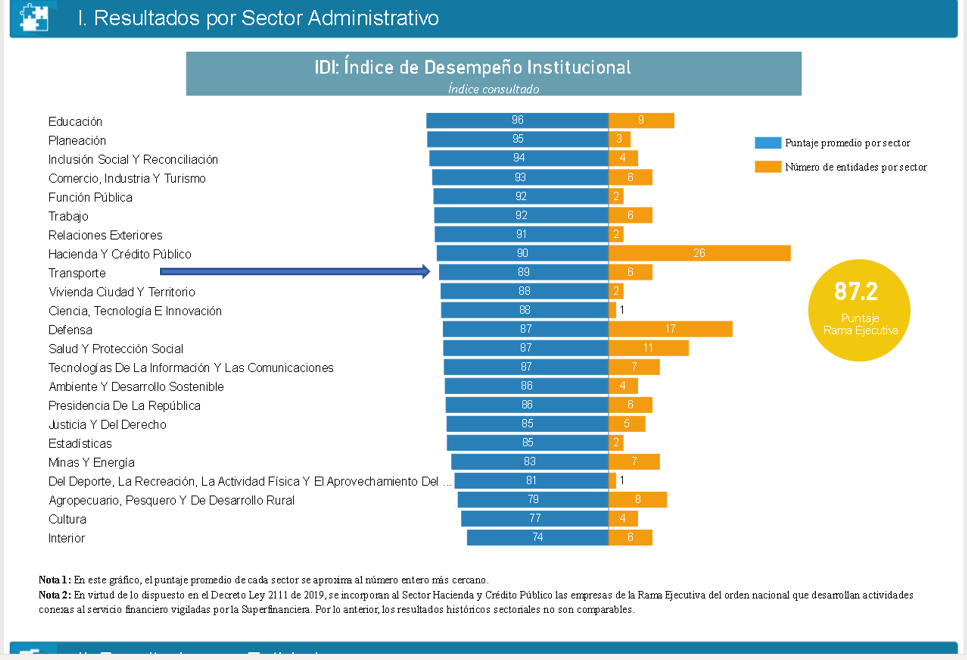 I. Resultados por Sector Administrativo
IDI: Índice de Desempeño Institucional
Índice consultado
Educación 96 9
Planeación 95 3
Inclusión Social Y Reconciliación 94 4
Comercio, Industria Y Turismo 93 6
Función Pública 92 2
Trabajo 92 6
Relaciones Exteriores 91 2
Hacienda Y Crédito Público 90 26
Transporte 89 6
Vivienda Ciudad Y Territorio 88 2
Ciencia, Tecnología E Innovación 88 1
Defensa 87 17
Salud Y Protección Social 87 11
Tecnologías De La Información Y Las Comunicaciones 87 7
Ambiente Y Desarrollo Sostenible 86 4
Presidencia De La República 86 6
Justicia Y Del Derecho 85 5
Estadísticas 85 2
Minas Y Energía 83 7
Del Deporte, La Recreación, La Actividad Física Y El Aprovechamiento Del ... 81 1
Agropecuario, Pesquero Y De Desarrollo Rural 79 8
Cultura 77 4
Interior 74 6
Puntaje promedio por sector
Número de entidades por sector
87.2
Puntaje
Rama Ejecutiva
Nota 1: En este gráfico, el puntaje promedio de cada sector se aproxima al número entero más cercano.
Nota 2: En virtud de lo dispuesto en el Decreto Ley 2111 de 2019, se incorporan al Sector Hacienda y Crédito Público las empresas de la Rama Ejecutiva del orden nacional que desarrollan actividades
conexas al servicio financiero vigiladas por la Superfinanciera. Por lo anterior, los resultados históricos sectoriales no son comparables.